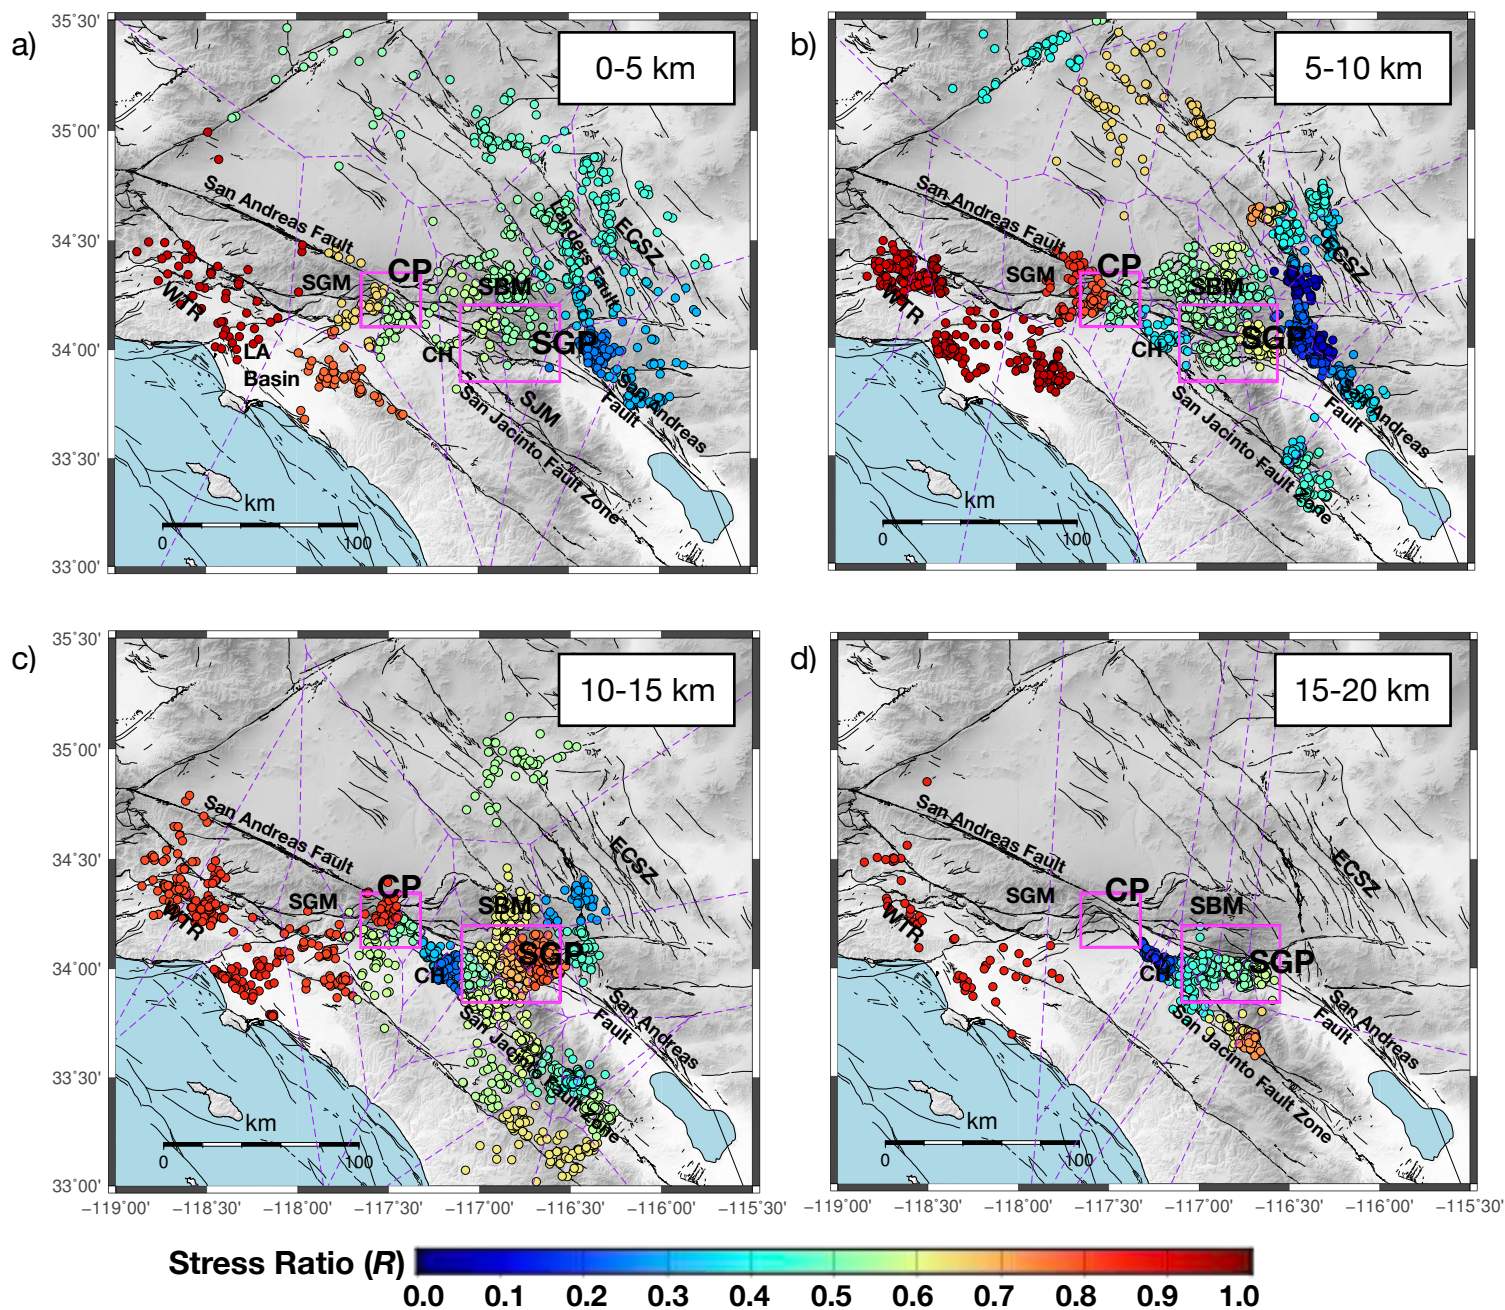 a)
0-5 km
35°30'
35°00'
34°30'
34°00'
33°30'
33°00'
San Andreas Fault
Landers Fault
ECSZ
SGM
CP
SBM
WTR
LA
Basin
CH
SGP
SJM
San Jacinto Fault Zone
San Andreas
Fault
km
0
100
b)
5-10 km
San Andreas Fault
ECSZ
SGM
CP
SBM
WTR
CH
SGP
San Jacinto Fault Zone
San Andreas
Fault
km
0
100
c)
10-15 km
35°30'
35°00'
34°30'
34°00'
33°30'
33°00'
San Andreas Fault
ECSZ
SGM
CP
SBM
WTR
CH
SGP
San Jacinto Fault Zone
San Andreas
Fault
km
0
100
−119°00'
−118°30'
−118°00'
−117°30'
−117°00'
−116°30'
−116°00'
−115°30'
d)
15-20 km
San Andreas Fault
ECSZ
SGM
CP
SBM
WTR
CH
SGP
San Jacinto Fault Zone
San Andreas
Fault
km
0
100
−119°00'
−118°30'
−118°00'
−117°30'
−117°00'
−116°30'
−116°00'
−115°30'
Stress Ratio (R)
0.0 0.1 0.2 0.3 0.4 0.5 0.6 0.7 0.8 0.9 1.0